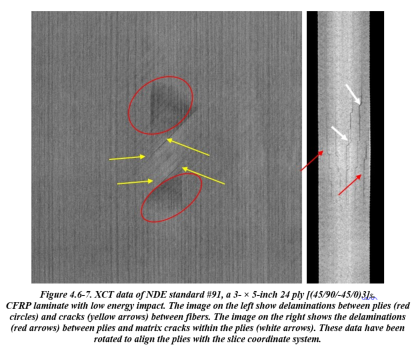 Figure 4.6-7. XCT data of NDE standard #91, a 3- × 5-inch 24 ply [(45/90/-45/0)3]s,
CFRP laminate with low energy impact. The image on the left show delaminations between plies (red
circles) and cracks (yellow arrows) between fibers. The image on the right shows the delaminations
(red arrows) between plies and matrix cracks within the plies (white arrows). These data have been
rotated to align the plies with the slice coordinate system.